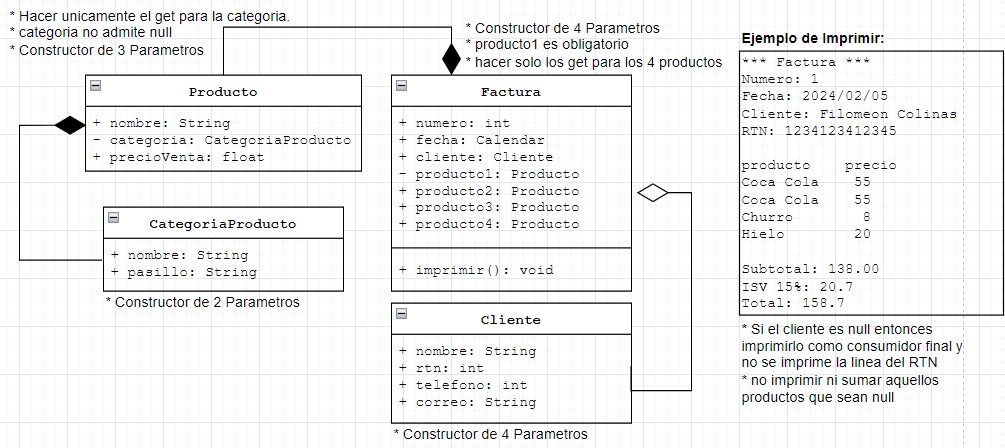 * Hacer unicamente el get para la categoria.
* categoria no admite null
* Constructor de 3 Parametros
* Constructor de 4 Parametros
* producto1 es obligatorio
* hacer solo los get para los 4 productos
Producto
+ nombre: String
- categoria: CategoriaProducto
+ precioVenta: float
CategoriaProducto
+ nombre: String
+ pasillo: String
* Constructor de 2 Parametros
Factura
+ numero: int
+ fecha: Calendar
+ cliente: Cliente
- producto1: Producto
+ producto2: Producto
+ producto3: Producto
+ producto4: Producto
+ imprimir(): void
Cliente
+ nombre: String
+ rtn: int
+ telefono: int
+ correo: String
* Constructor de 4 Parametros
Ejemplo de Imprimir:
*** Factura ***
Numero: 1
Fecha: 2024/02/05
Cliente: Filomeon Colinas
RTN: 1234123412345
producto precio
Coca Cola 55
Coca Cola 55
Churro 8
Hielo 20
Subtotal: 138.00
ISV 15%: 20.7
Total: 158.7
* Si el cliente es null entonces
imprimirlo como consumidor final y
no se imprime la linea del RTN
* no imprimir ni sumar aquellos
productos que sean null